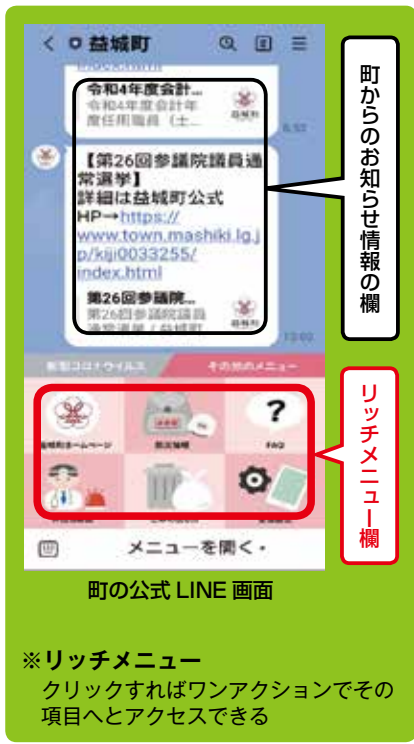 益城町
令和4年度会計...
令和4年度会計年
度任用職員(士...
【第26回参議院議員通
常選挙】
詳細は益城町公式
HP→https://
www.town.mashiki.lg.j
p/kiji0033255/
index.html
第26回参議院...
第26回参議院議員
通常選挙 / 益城町
新型コロナウイルス
その他のメニュー
益城町ホームページ
防災情報
?
FAQ
メニューを開く・
町からのお知らせ情報の欄
リッチメニュー欄
町の公式 LINE 画面
※リッチメニュー
クリックすればワンアクションでその
項目へとアクセスできる